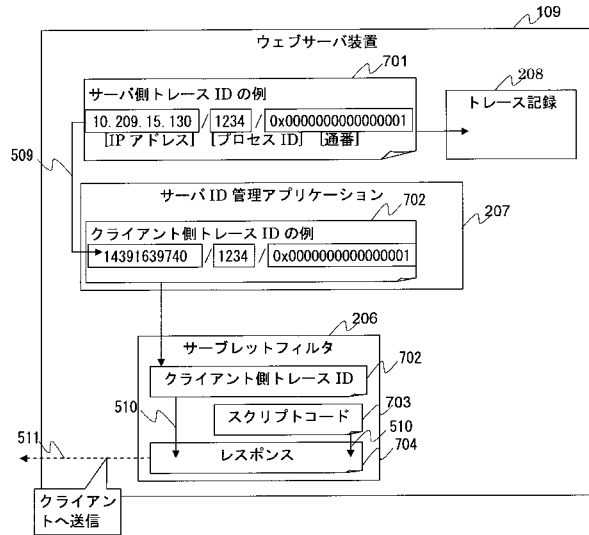 109
ウェブサーバ装置
701
サーバ側トレース ID の例
10.209.15.130 / 1234 / 0x0000000000000001
[IP アドレス] [プロセス ID] [通番]
208
トレース記録
509
サーバ ID 管理アプリケーション
702
207
クライアント側トレース ID の例
14391639740 / 1234 / 0x0000000000000001
206
サーブレットフィルタ
702
クライアント側トレース ID
510
スクリプトコード
703
510
511
レスポンス
704
クライアン
トへ送信